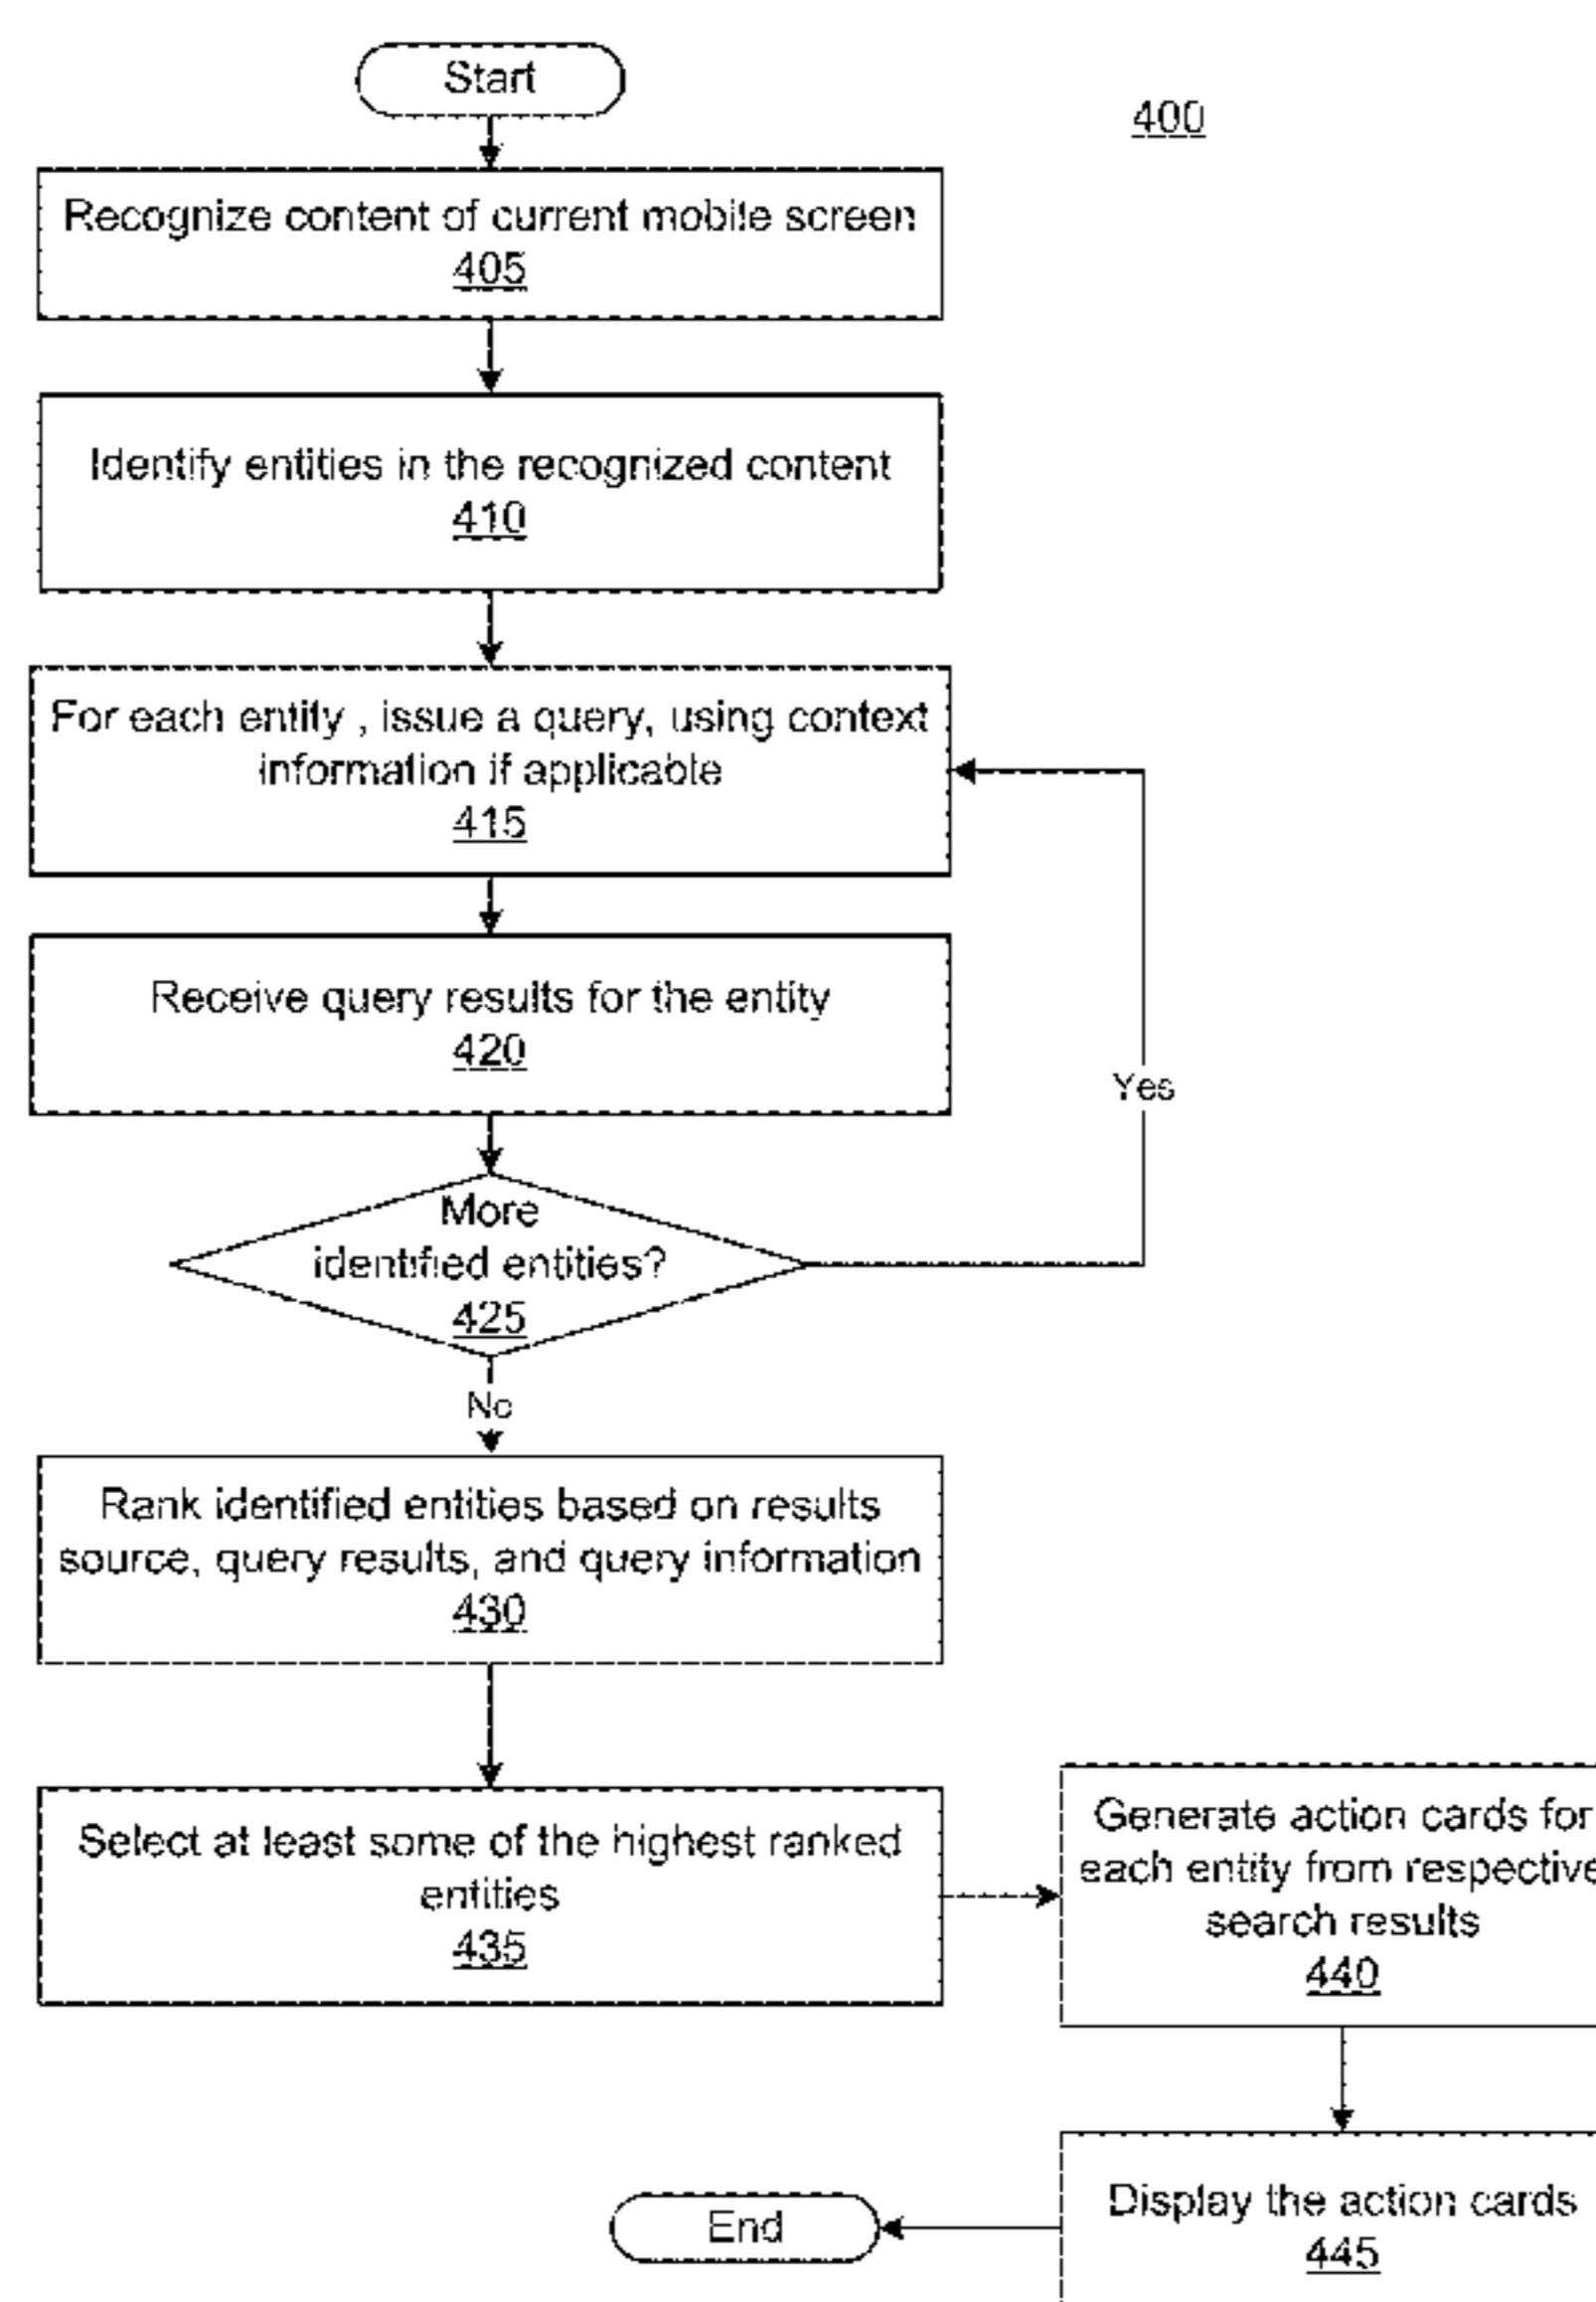 Start
400
Recognize content of current mobile screen
405
Identify entities in the recognized content
410
For each entity , issue a query, using context
information if applicable
415
Receive query results for the entity
420
Yes
More
identified entities?
425
No
Rank identified entities based on results
source, query results, and query information
430
Select at least some of the highest ranked
entities
435
Generate action cards for
each entity from respective
search results
440
Display the action cards
445
End